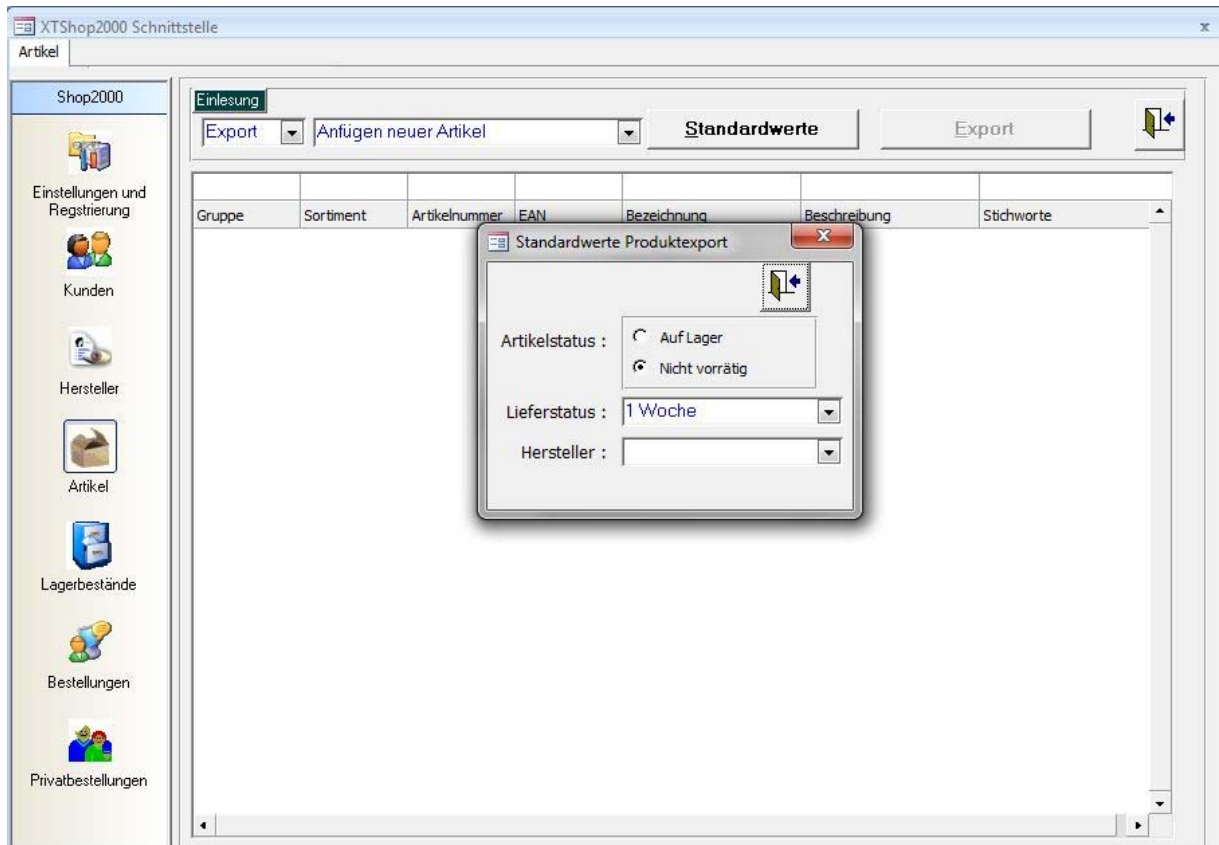 XTShop2000 Schnittstelle
x
Artikel
Shop2000
Einstellungen und
Regstrierung
Kunden
Hersteller
Artikel
Lagerbestände
Bestellungen
Privatbestellungen
Einlesung
Export Anfügen neuer Artikel Standardwerte Export
Gruppe Sortiment Artikelnummer EAN Bezeichnung Beschreibung Stichworte
Standardwerte Produktexport
Artikelstatus : Auf Lager
Nicht vorrätig
Lieferstatus : 1 Woche
Hersteller :